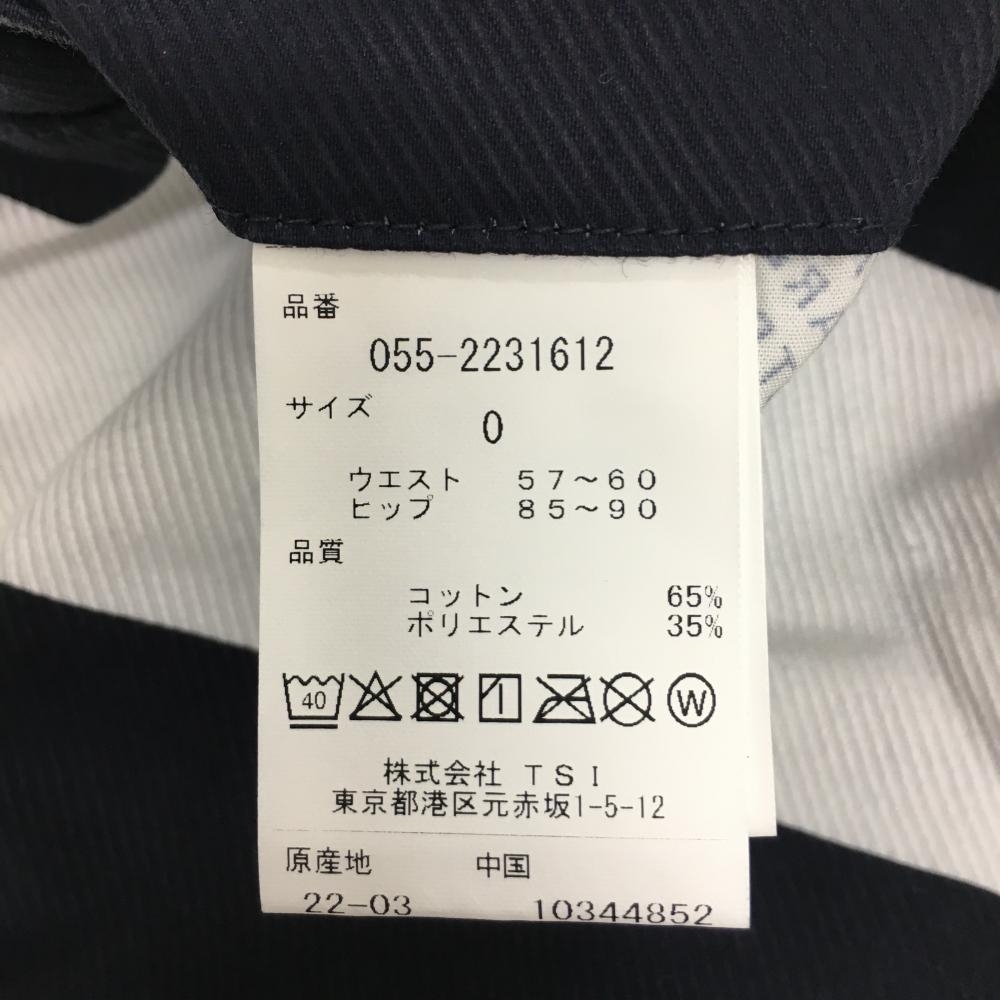 品番
055-2231612
サイズ
0
ウエスト 57～60
ヒップ 85～90
品質
コットン 65%
ポリエステル 35%
40 W
株式会社 TSI
東京都港区元赤坂1-5-12
原産地 中国
22-03 10344852